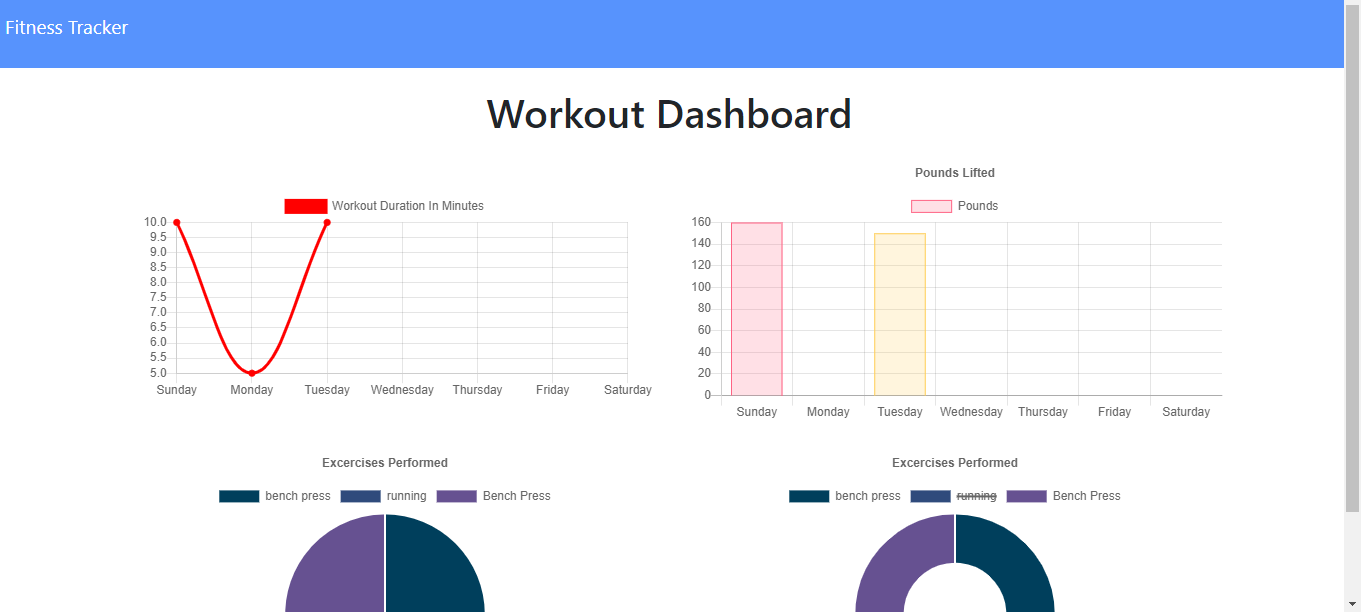 Fitness Tracker
Workout Dashboard
Workout Duration In Minutes
10.0
9.5
9.0
8.5
8.0
7.5
7.0
6.5
6.0
5.5
5.0
Sunday Monday Tuesday Wednesday Thursday Friday Saturday
Pounds Lifted
Pounds
160
140
120
100
80
60
40
20
0
Sunday Monday Tuesday Wednesday Thursday Friday Saturday
Excercises Performed
bench press running Bench Press
Excercises Performed
bench press running Bench Press